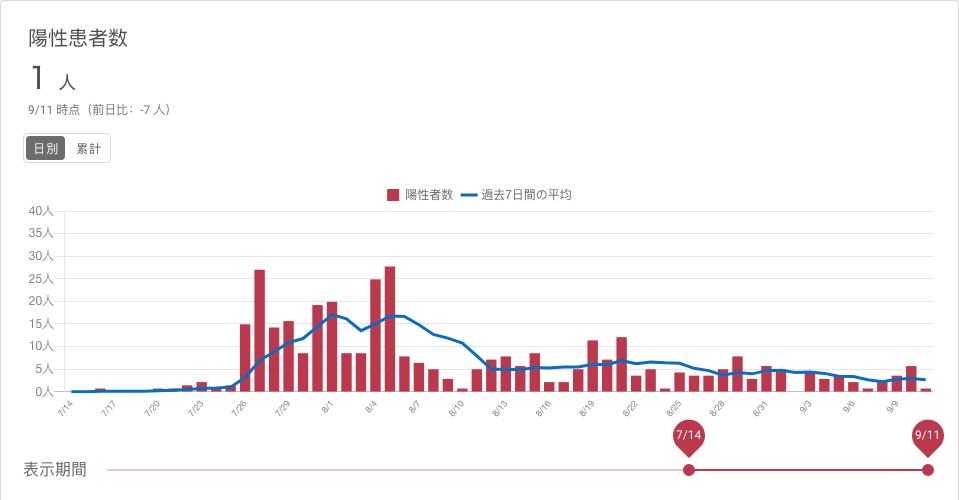 陽性患者数
1 人
9/11 時点（前日比：-7 人）
日別 累計
陽性者数 過去7日間の平均
40人
35人
30人
25人
20人
15人
10人
5人
0人
7/14 7/17 7/20 7/23 7/26 7/29 8/1 8/4 8/7 8/10 8/13 8/16 8/19 8/22 8/25 8/28 8/31 9/3 9/6 9/9
7/14 9/11
表示期間